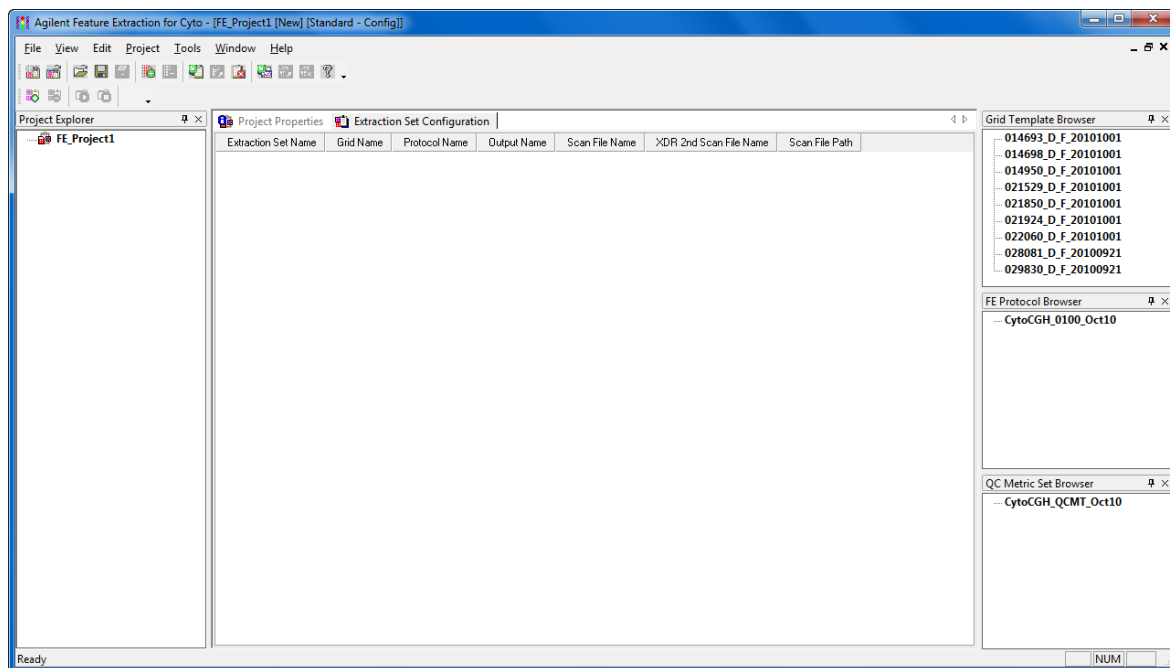 Agilent Feature Extraction for Cyto - [FE_Project1 [New] [Standard - Config]]
File View Edit Project Tools Window Help
Project Explorer
FE_Project1
Project Properties Extraction Set Configuration
Extraction Set Name Grid Name Protocol Name Output Name Scan File Name XDR 2nd Scan File Name Scan File Path
Grid Template Browser
014693_D_F_20101001
014698_D_F_20101001
014950_D_F_20101001
021529_D_F_20101001
021850_D_F_20101001
021924_D_F_20101001
022060_D_F_20101001
028081_D_F_20100921
029830_D_F_20100921
FE Protocol Browser
CytoCGH_0100_Oct10
QC Metric Set Browser
CytoCGH_QCMT_Oct10
Ready NUM